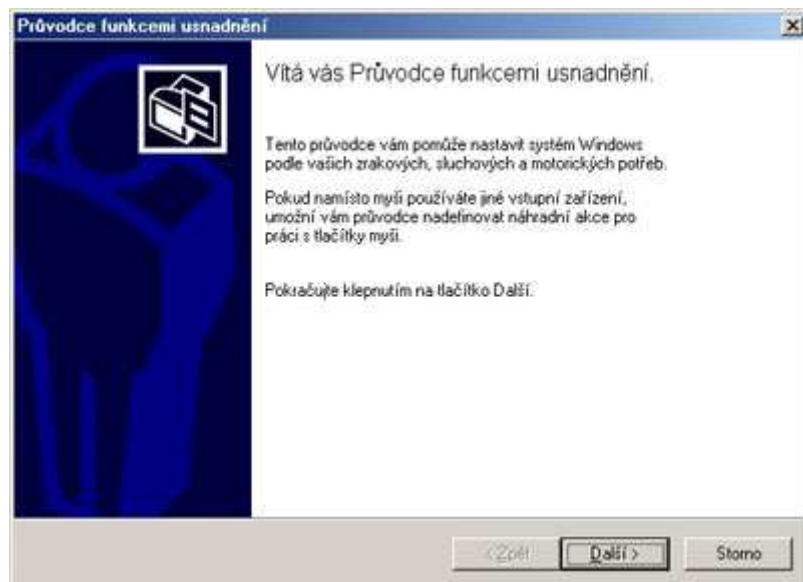 Průvodce funkcemi usnadnění
Vítá vás Průvodce funkcemi usnadnění.
Tento průvodce vám pomůže nastavit systém Windows
podle vašich zrakových, sluchových a motorických potřeb.
Pokud namísto myši používáte jiné vstupní zařízení,
umožní vám průvodce nadefinovat náhradní akce pro
práci s tlačítky myši.
Pokračujte klepnutím na tlačítko Další.
< Zpět
Další >
Storno